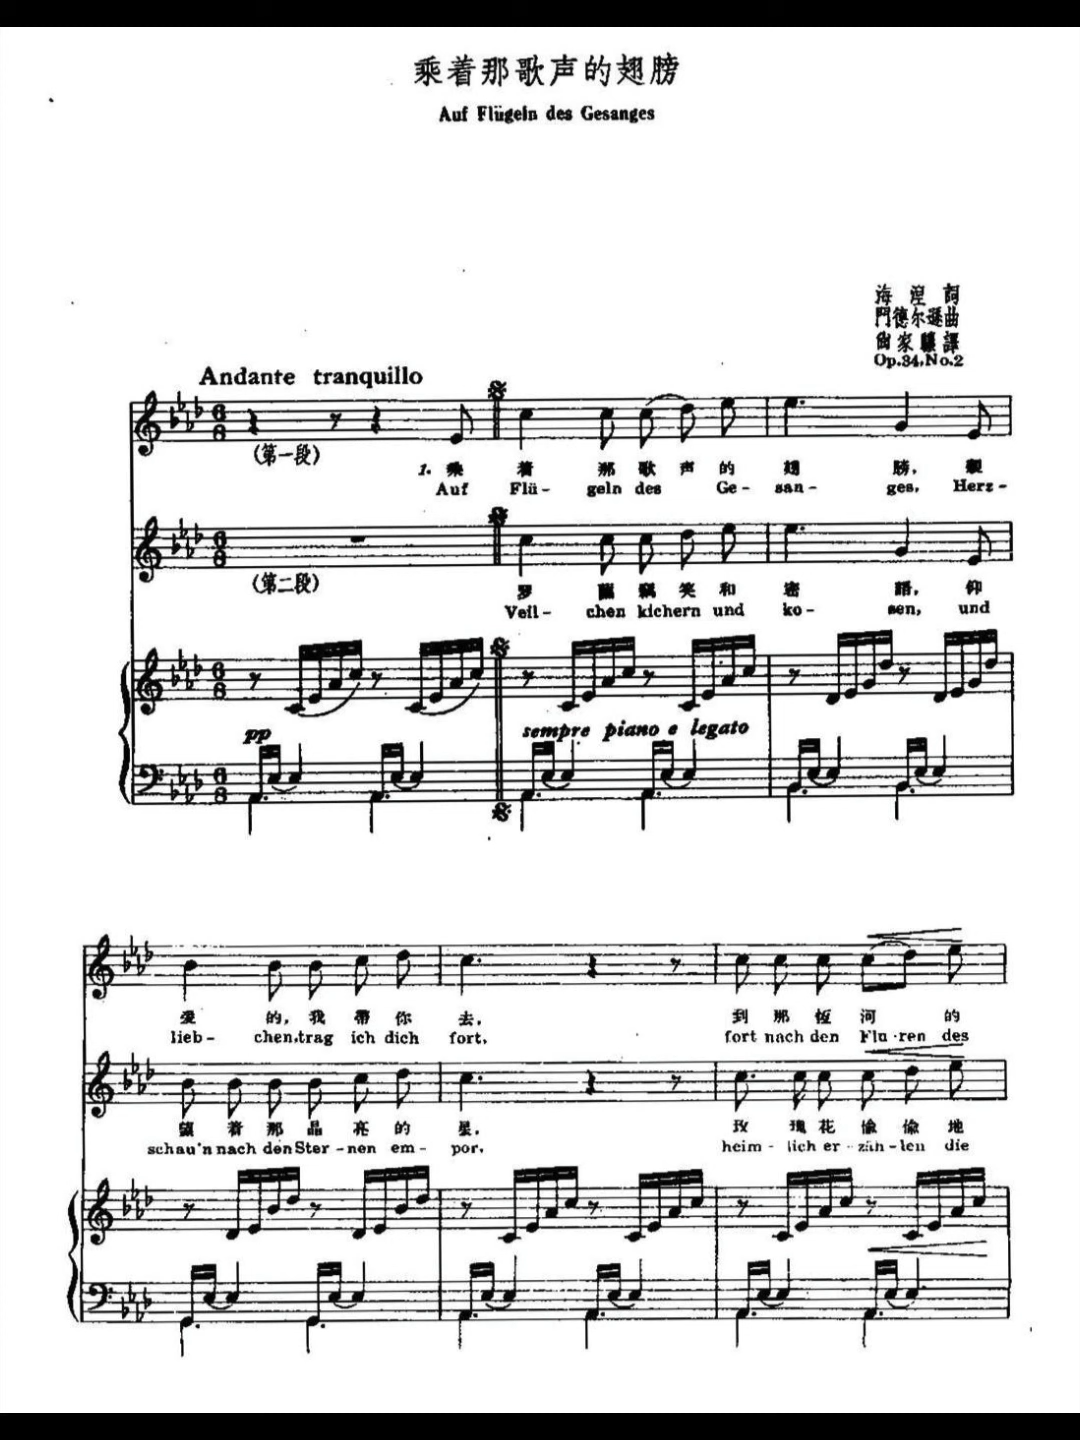 乘着那歌声的翅膀
Auf Flügeln des Gesanges
海涅詞
門德尔遜曲
尙家驤譯
Op.34,No.2
Andante tranquillo
(第一段)
1. 乘 着 那 歌 声 的 翅 膀, 親
Auf Flü- geln des Ge- san- ges, Herz-
(第二段)
罗 蘭 飄 笑 和 密 語, 仰
Veil- chen kichern und ko- sen, und
pp sempre piano e legato
爱 的, 我 帶 你 去, 到 那 恆 河 的
lieb- chen, trag ich dich fort, fort nach den Flu-ren des
望 着 那 晶 亮 的 星, 玫 瑰 花 偷 偷 地
schau'n nach den Ster-nen em- por, heim- lich er-zäh-len die